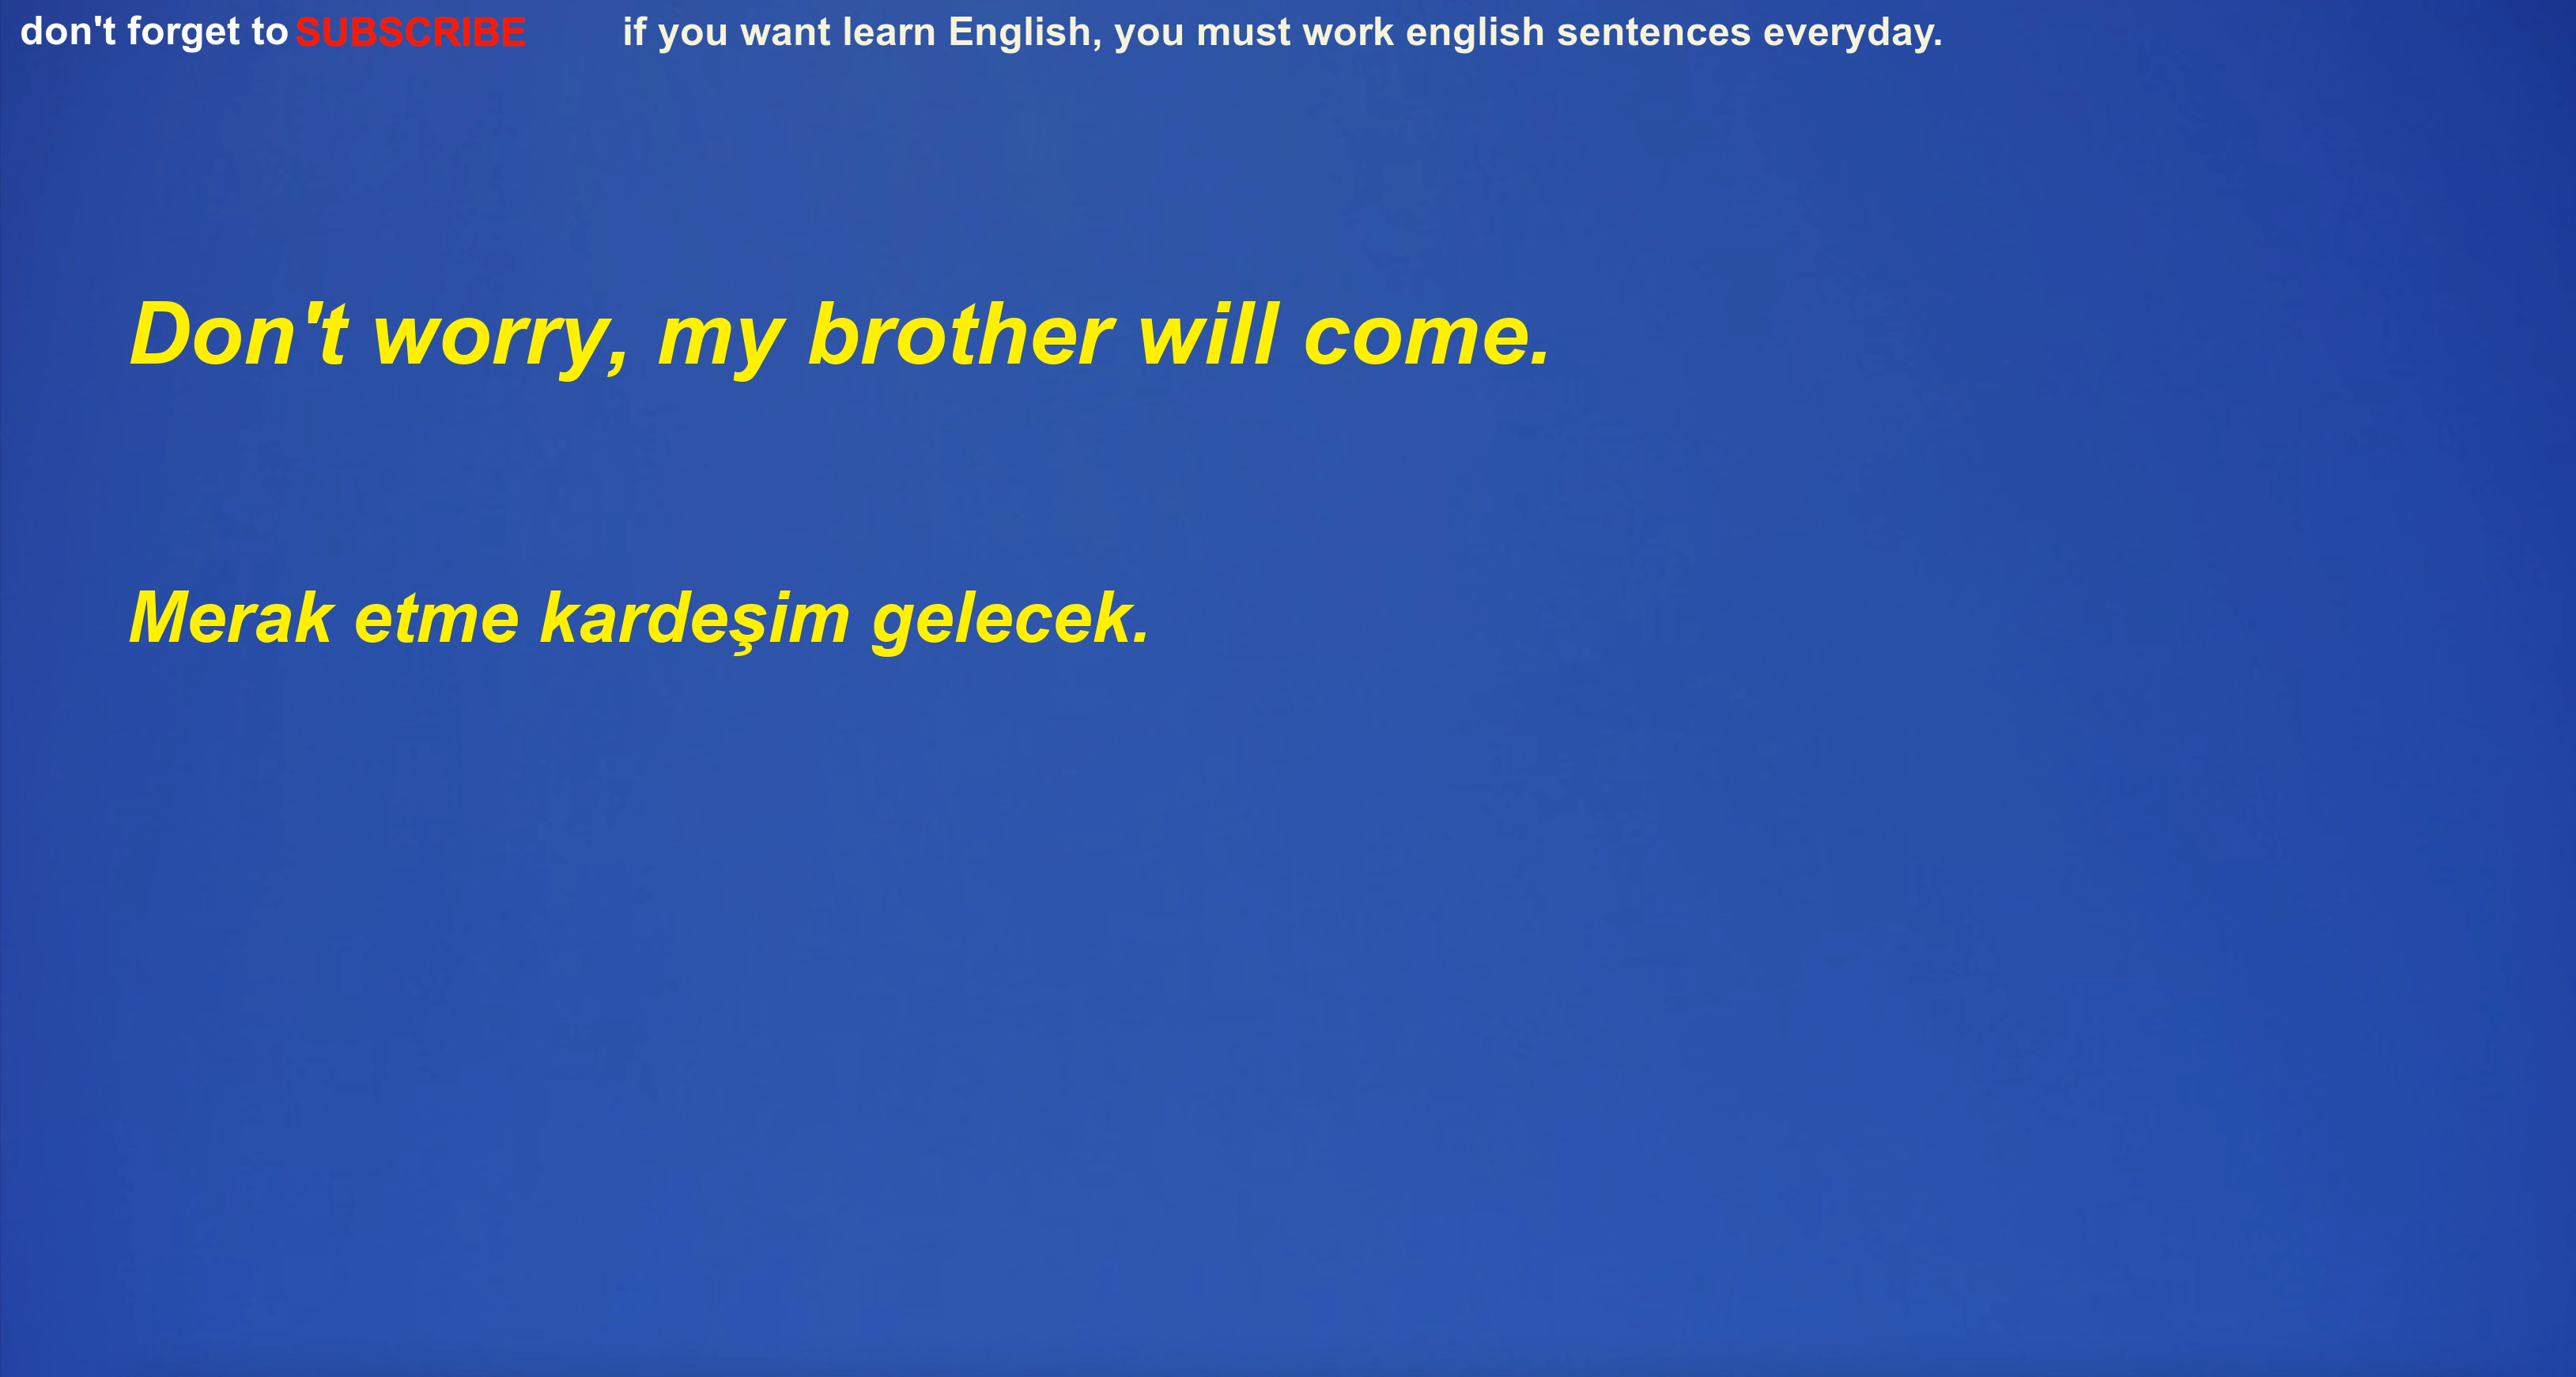 don't forget to SUBSCRIBE if you want learn English, you must work english sentences everyday.
Don't worry, my brother will come.
Merak etme kardeşim gelecek.